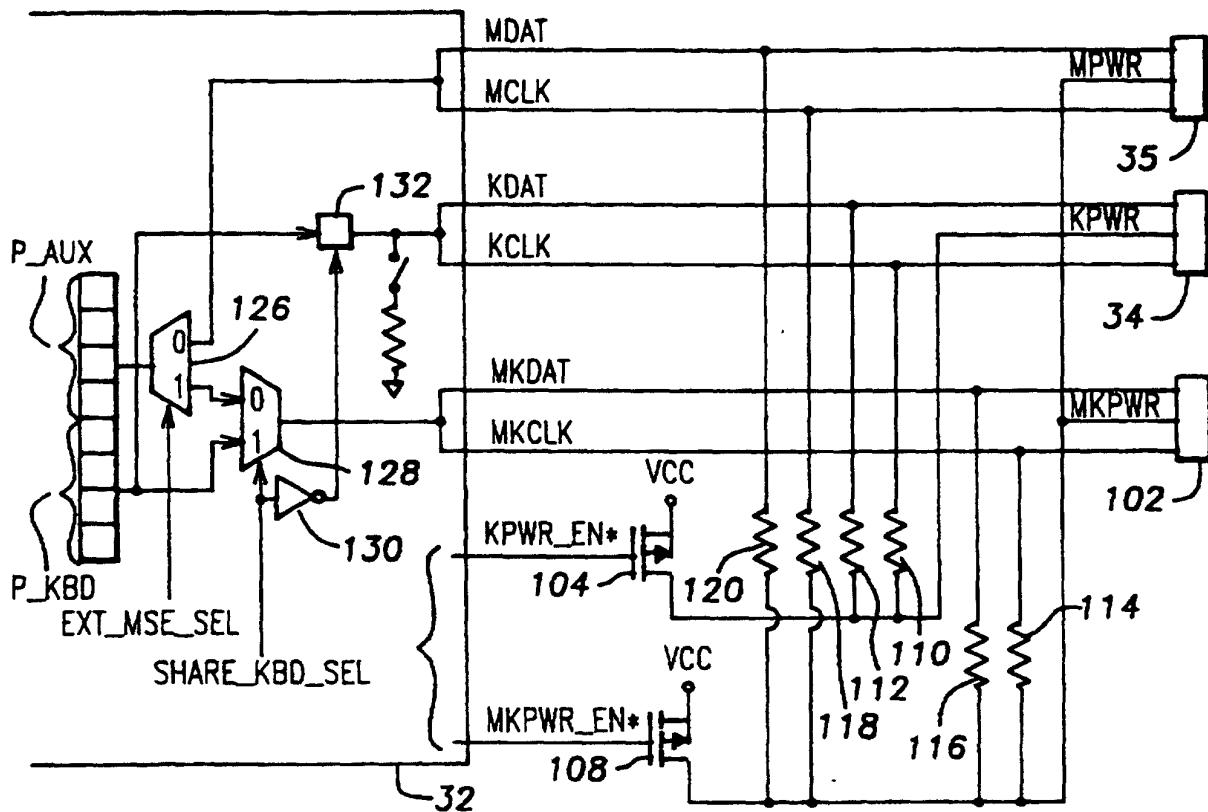 MDAT
MPWR
MCLK
35
132
KDAT
KPWR
P_AUX
KCLK
34
126
0
1
MKDAT
0
MKPWR
1
MKCLK
128
VCC
102
130
KPWR_EN*
P_KBD
104
120
114
EXT_MSE_SEL
110
SHARE_KBD_SEL
VCC
112
118
116
MKPWR_EN*
108
32